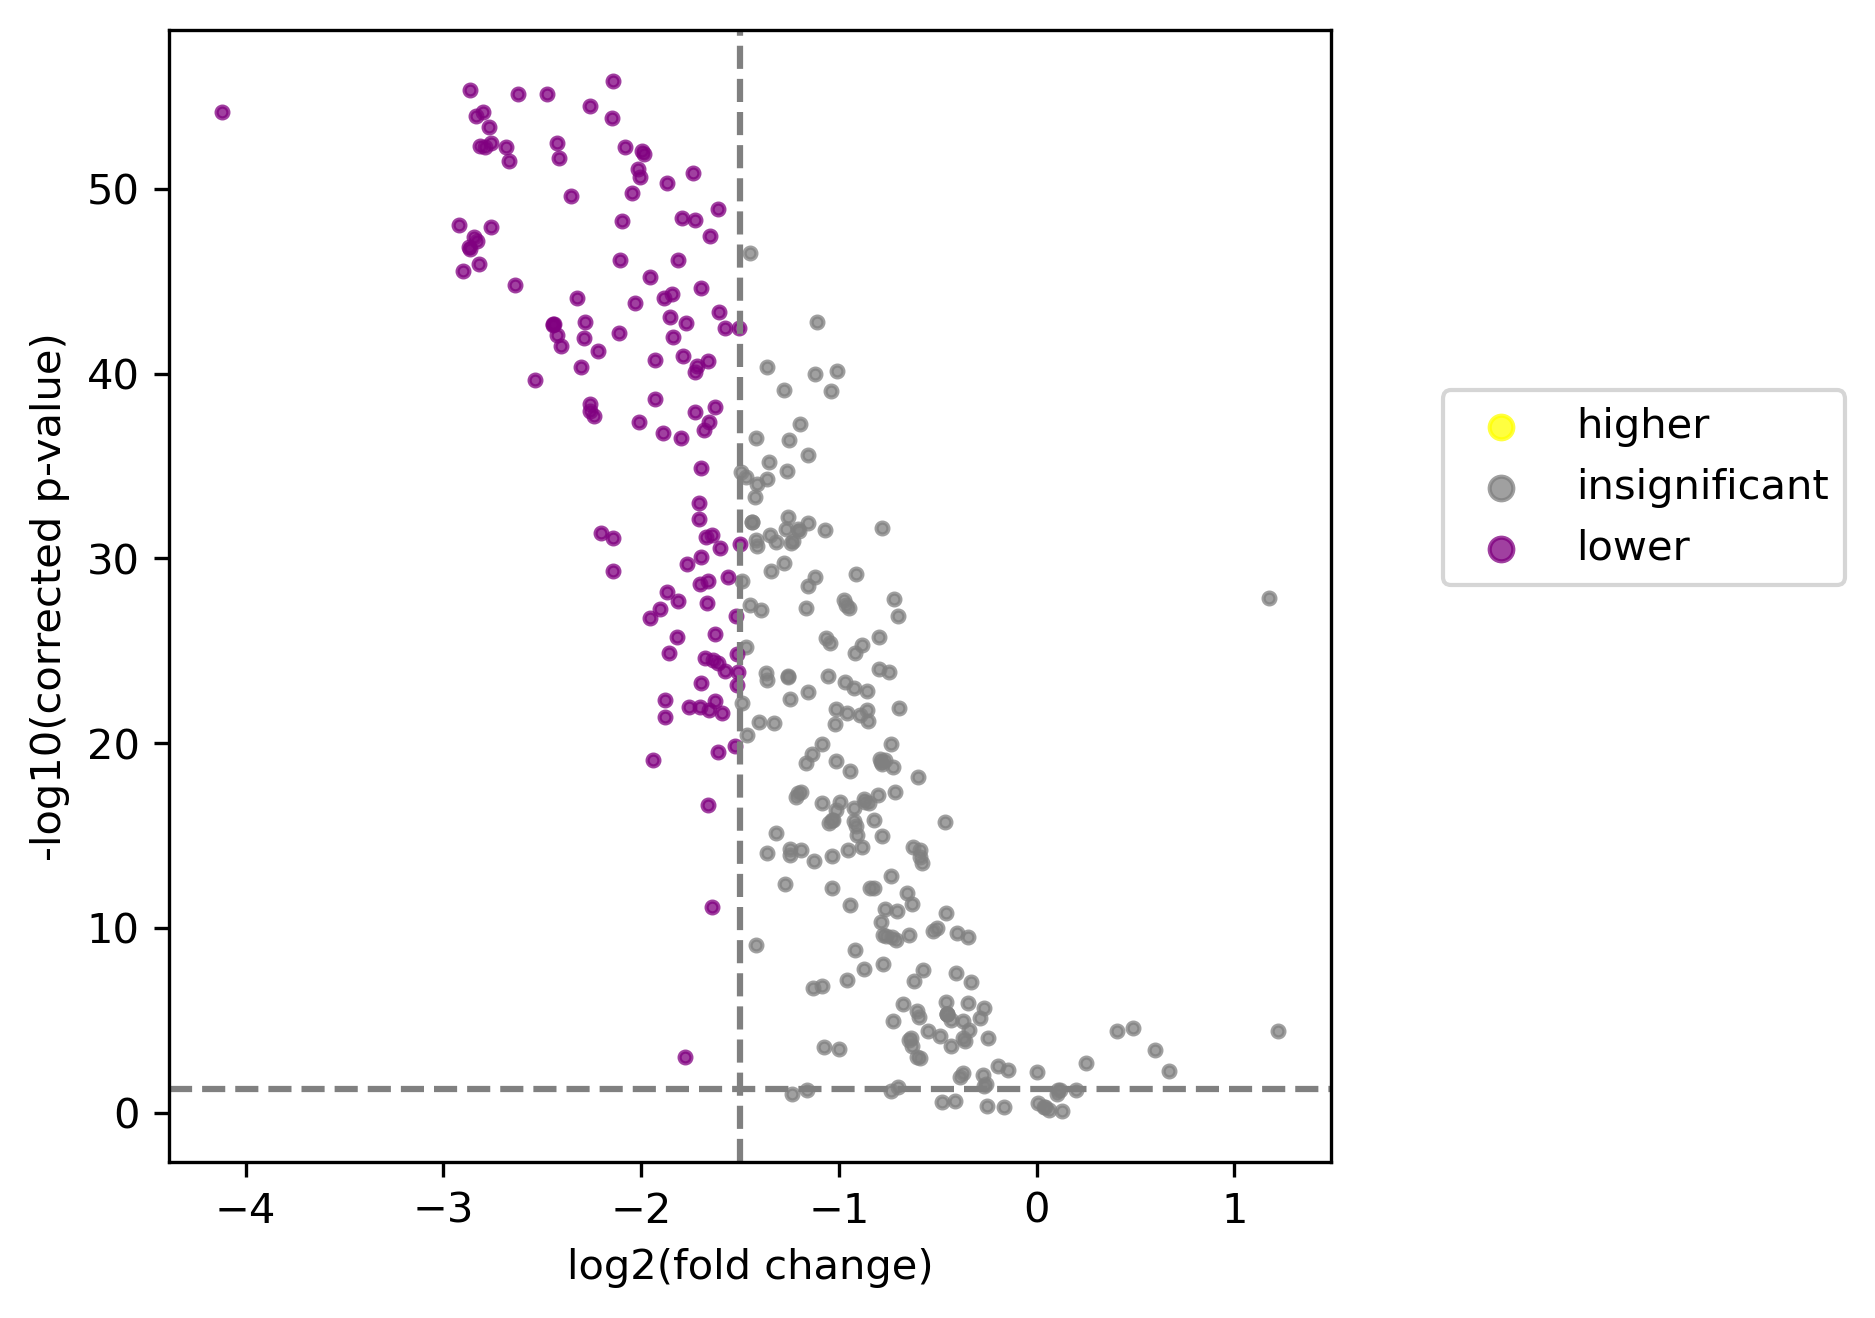 -log10(corrected p-value)
50
40
30
20
10
0
−4 −3 −2 −1 0 1
log2(fold change)
higher
insignificant
lower